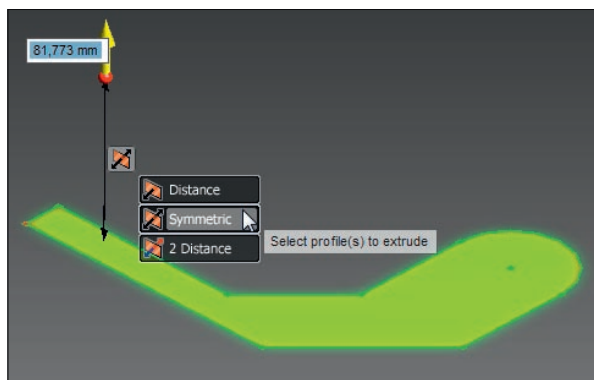 81,773 mm
Distance
Symmetric
2 Distance
Select profile(s) to extrude